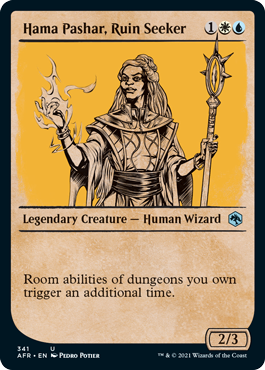 Hama Pashar, Ruin Seeker 1
Legendary Creature — Human Wizard
Room abilities of dungeons you own
trigger an additional time.
2/3
341 U
AFR • EN Pedro Potier ™ & © 2021 Wizards of the Coast